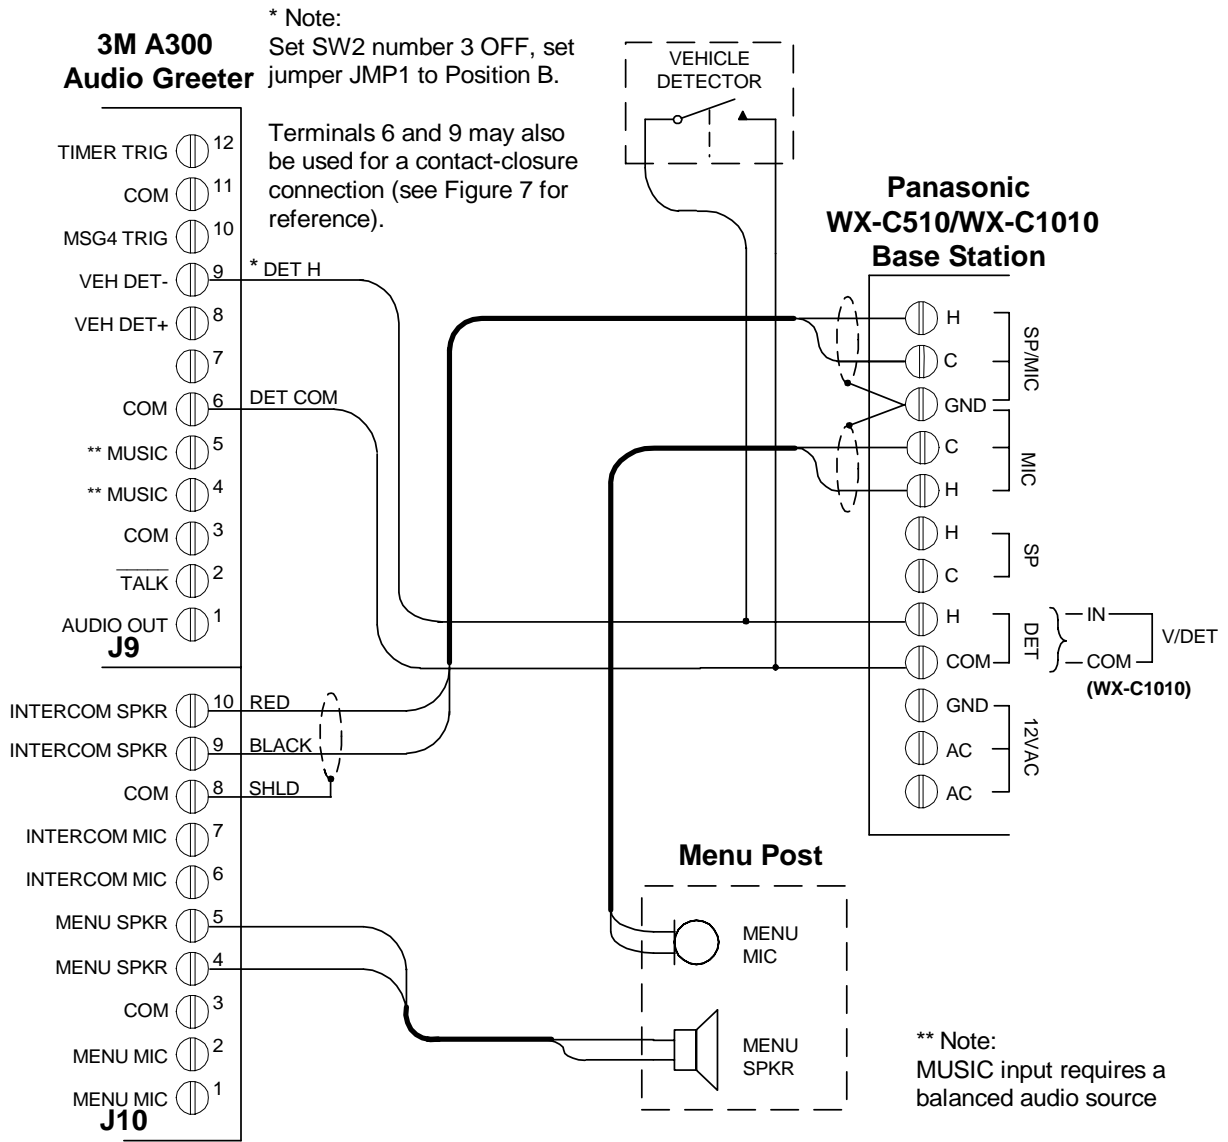 * Note:
Set SW2 number 3 OFF, set
jumper JMP1 to Position B.
Terminals 6 and 9 may also
be used for a contact-closure
connection (see Figure 7 for
reference).
3M A300
Audio Greeter
TIMER TRIG 12
COM 11
MSG4 TRIG 10
VEH DET- 9 * DET H
VEH DET+ 8
7
COM 6 DET COM
** MUSIC 5
** MUSIC 4
COM 3
TALK 2
AUDIO OUT 1
J9
INTERCOM SPKR 10 RED
INTERCOM SPKR 9 BLACK
COM 8 SHLD
INTERCOM MIC 7
INTERCOM MIC 6
MENU SPKR 5
MENU SPKR 4
COM 3
MENU MIC 2
MENU MIC 1
J10
VEHICLE
DETECTOR
Panasonic
WX-C510/WX-C1010
Base Station
H
C
GND
SP/MIC
C
H
MIC
H
C
SP
H
COM
DET
IN
COM
V/DET
(WX-C1010)
GND
AC
AC
12VAC
Menu Post
MENU
MIC
MENU
SPKR
** Note:
MUSIC input requires a
balanced audio source